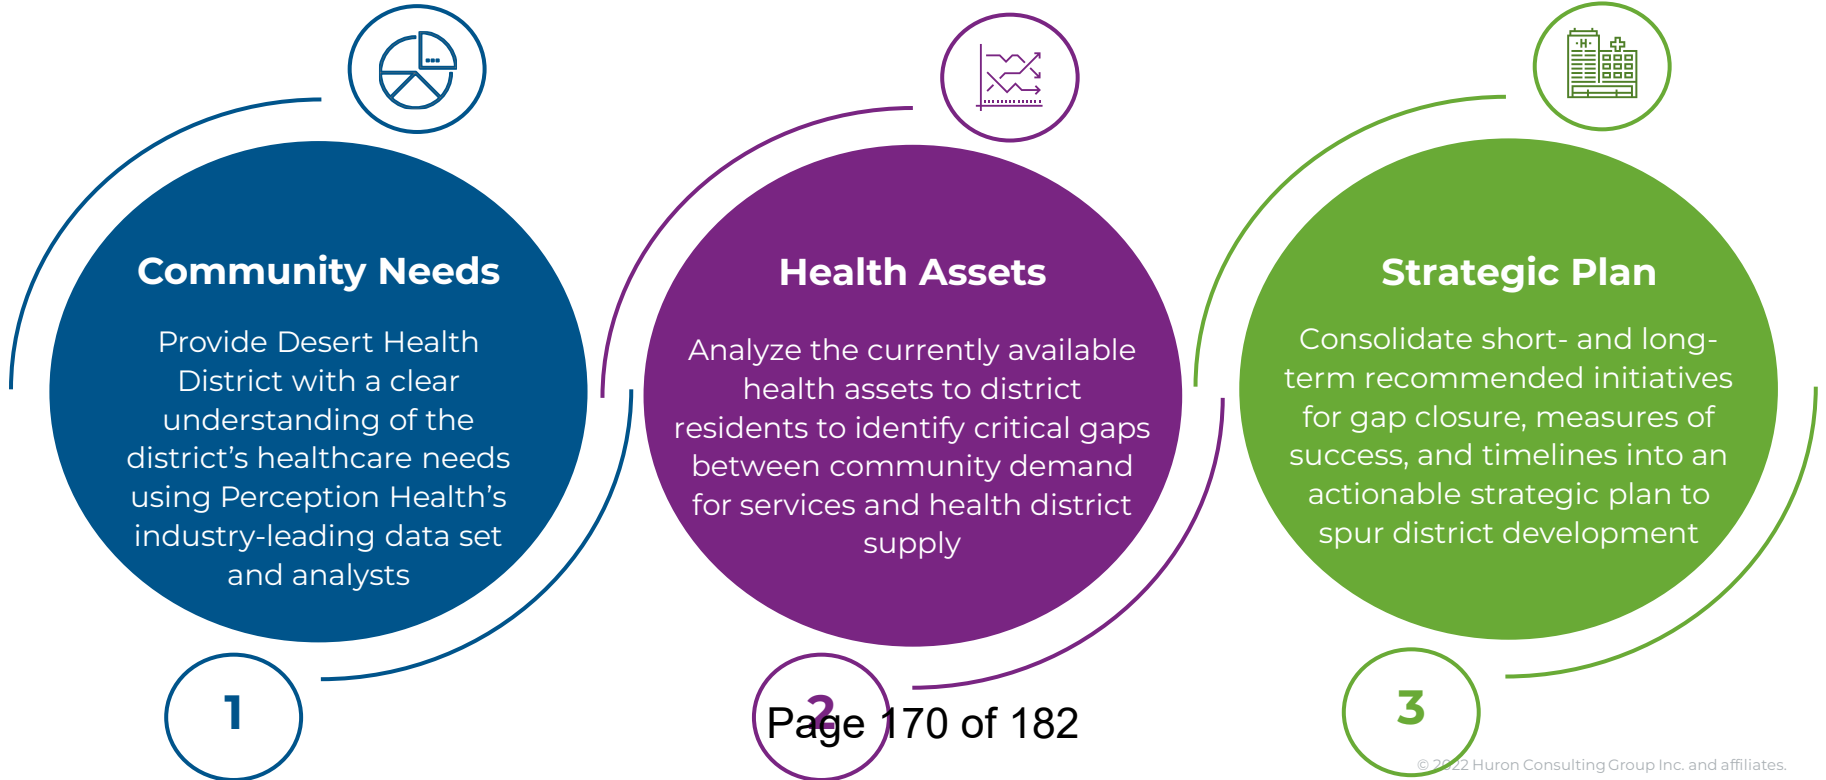 Community Needs
Provide Desert Health
District with a clear
understanding of the
district’s healthcare needs
using Perception Health’s
industry-leading data set
and analysts
1
Health Assets
Analyze the currently available
health assets to district
residents to identify critical gaps
between community demand
for services and health district
supply
2
·H·
Strategic Plan
Consolidate short- and long-
term recommended initiatives
for gap closure, measures of
success, and timelines into an
actionable strategic plan to
spur district development
3
Page 170 of 182
© 2022 Huron Consulting Group Inc. and affiliates.